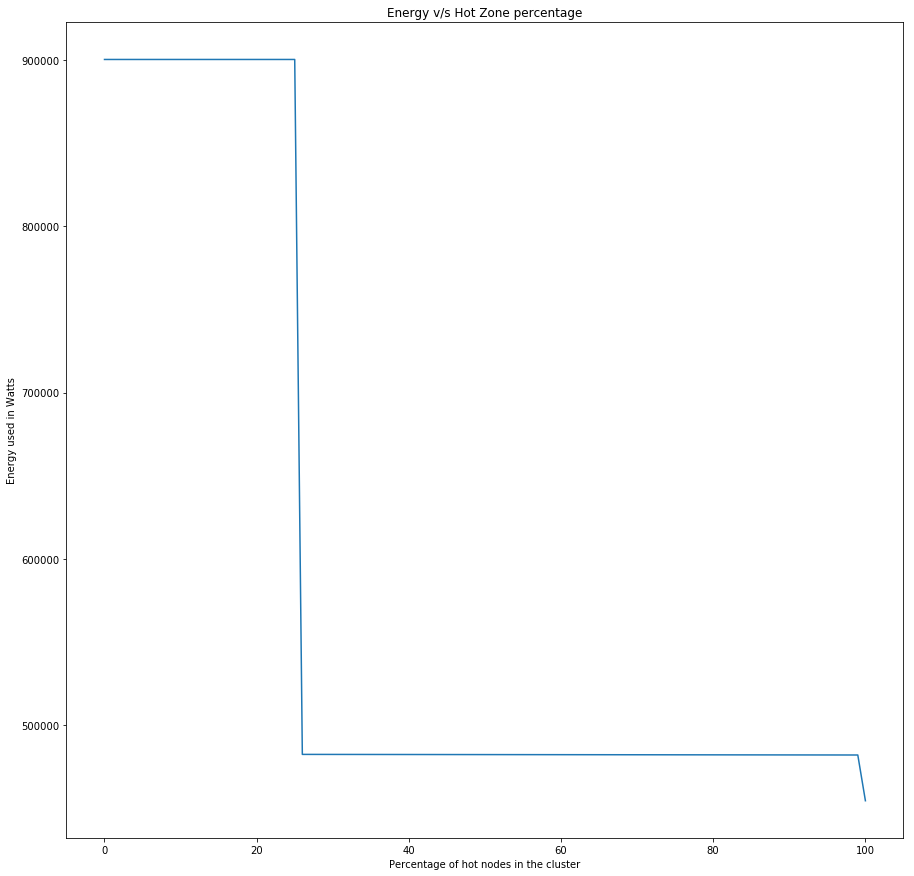 Energy v/s Hot Zone percentage
900000
800000
700000
600000
500000
Energy used in Watts
0 20 40 60 80 100
Percentage of hot nodes in the cluster